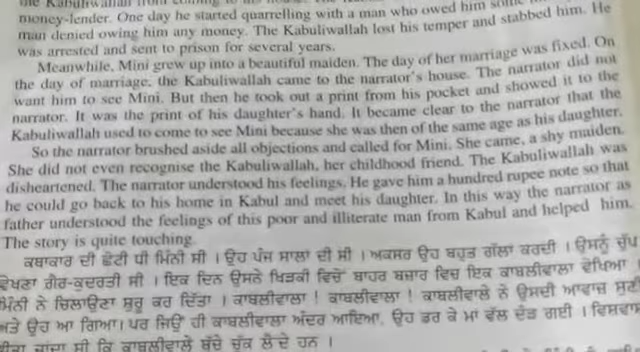 the Kabuliwallah from coming to his house. The
money-lender. One day he started quarrelling with a man who owed him some
man denied owing him any money. The Kabuliwallah lost his temper and stabbed him. He
was arrested and sent to prison for several years.
Meanwhile, Mini grew up into a beautiful maiden. The day of her marriage was fixed. On
the day of marriage, the Kabuliwallah came to the narrator's house. The narrator did not
want him to see Mini. But then he took out a print from his pocket and showed it to the
narrator. It was the print of his daughter's hand. It became clear to the narrator that the
Kabuliwallah used to come to see Mini because she was then of the same age as his daughter.
So the narrator brushed aside all objections and called for Mini. She came, a shy maiden.
She did not even recognise the Kabuliwallah, her childhood friend. The Kabuliwallah was
disheartened. The narrator understood his feelings. He gave him a hundred rupee note so that
he could go back to his home in Kabul and meet his daughter. In this way the narrator as
father understood the feelings of this poor and illiterate man from Kabul and helped him.
The story is quite touching.
ਕਥਾਕਾਰ ਦੀ ਛੋਟੀ ਧੀ ਮਿੰਨੀ ਸੀ । ਉਹ ਪੰਜ ਸਾਲਾਂ ਦੀ ਸੀ । ਅਕਸਰ ਉਹ ਬਹੁਤ ਗੱਲਾਂ ਕਰਦੀ । ਉਸਨੂੰ ਚੁੱਪ
ਵੇਖਣਾ ਗੈਰ-ਕੁਦਰਤੀ ਸੀ । ਇਕ ਦਿਨ ਉਸਨੇ ਖਿੜਕੀ ਵਿਚੋਂ ਬਾਹਰ ਬਜ਼ਾਰ ਵਿਚ ਇਕ ਕਾਬਲੀਵਾਲਾ ਵੇਖਿਆ ।
ਮਿੰਨੀ ਨੇ ਚਿਲਾਉਣਾ ਸ਼ੁਰੂ ਕਰ ਦਿੱਤਾ । ਕਾਬਲੀਵਾਲਾ ! ਕਾਬਲੀਵਾਲਾ ! ਕਾਬਲੀਵਾਲੇ ਨੇ ਉਸਦੀ ਆਵਾਜ਼ ਸੁਣੀ
ਅਤੇ ਉਹ ਆ ਗਿਆ। ਪਰ ਜਿਉਂ ਹੀ ਕਾਬਲੀਵਾਲਾ ਅੰਦਰ ਆਇਆ, ਉਹ ਡਰ ਕੇ ਮਾਂ ਵੱਲ ਦੌੜ ਗਈ । ਵਿਸ਼ਵਾਸ
ਕੀਤਾ ਜਾਂਦਾ ਸੀ ਕਿ ਕਾਬਲੀਵਾਲੇ ਬੱਚੇ ਚੁੱਕ ਲੈਂਦੇ ਹਨ ।